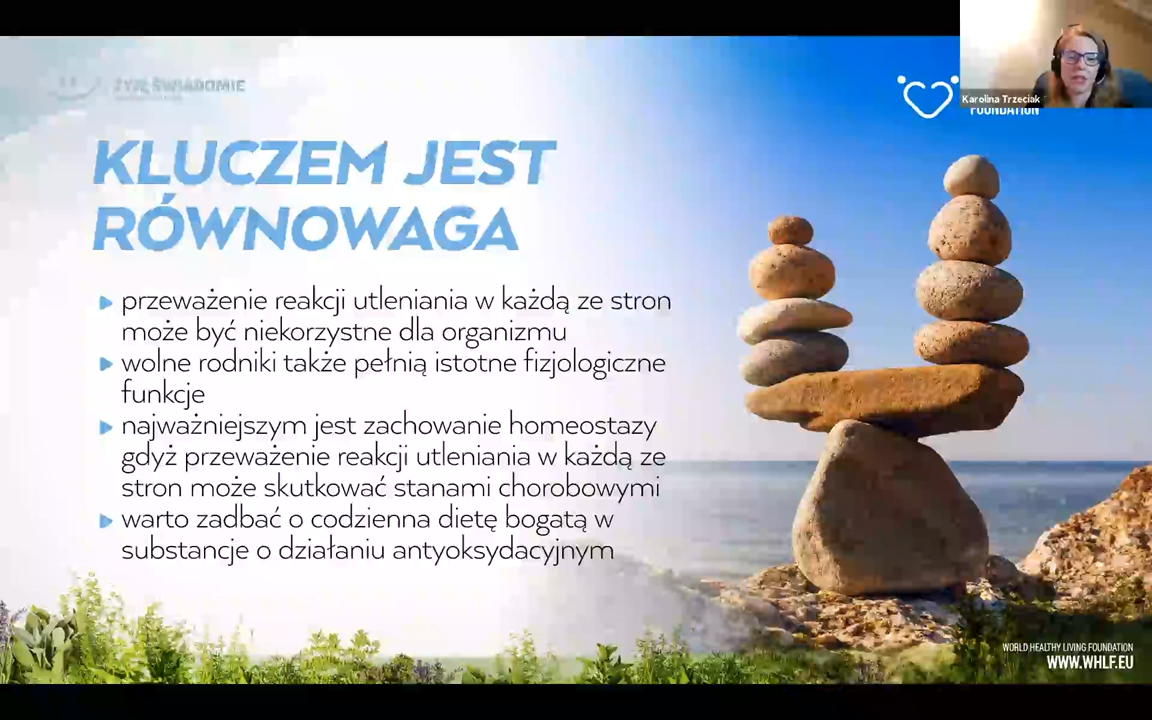 ŻYJĘ ŚWIADOMIE
Karolina Trzeciak
FOUNDATION
KLUCZEM JEST
RÓWNOWAGA
przeważenie reakcji utleniania w każdą ze stron
może być niekorzystne dla organizmu
wolne rodniki także pełnią istotne fizjologiczne
funkcje
najważniejszym jest zachowanie homeostazy
gdyż przeważenie reakcji utleniania w każdą ze
stron może skutkować stanami chorobowymi
warto zadbać o codzienna dietę bogatą w
substancje o działaniu antyoksydacyjnym
WORLD HEALTHY LIVING FOUNDATION
WWW.WHLF.EU